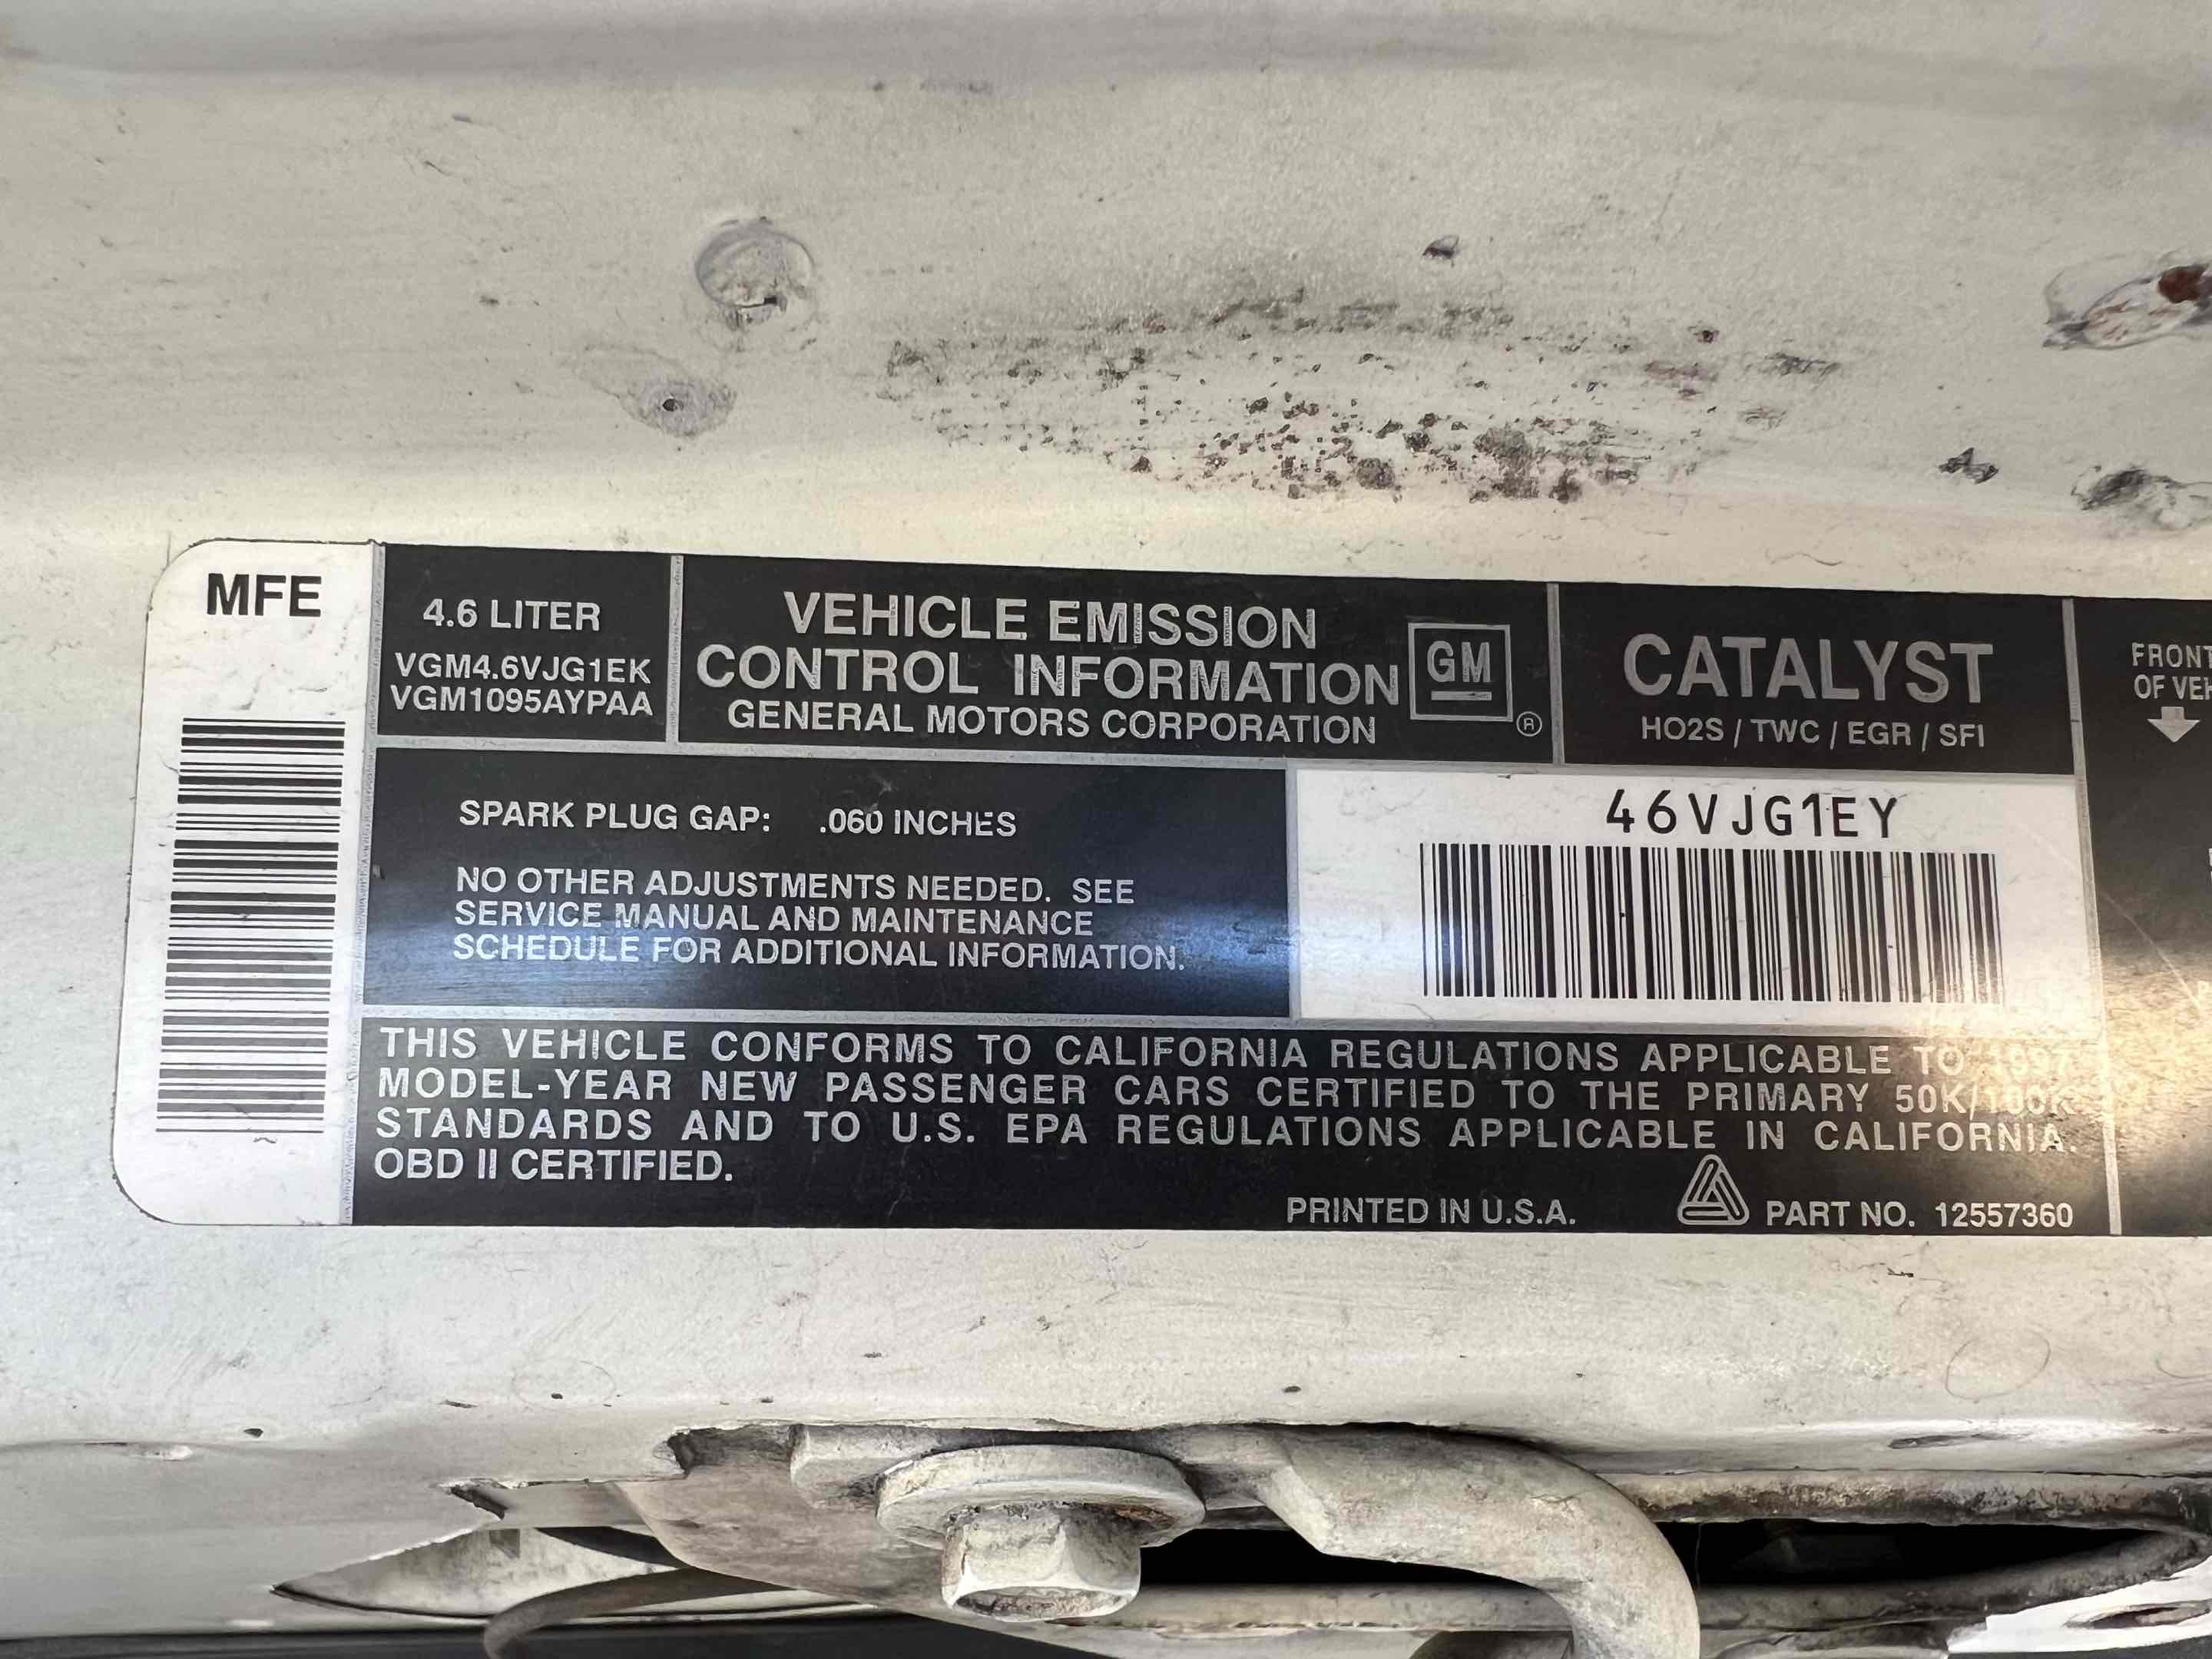 MFE
4.6 LITER
VGM4.6VJG1EK
VGM1095AYPAA
VEHICLE EMISSION
CONTROL INFORMATION
GENERAL MOTORS CORPORATION
GM
®
CATALYST
HO2S / TWC / EGR / SFI
FRONT
SPARK PLUG GAP: .060 INCHES
NO OTHER ADJUSTMENTS NEEDED. SEE
SERVICE MANUAL AND MAINTENANCE
SCHEDULE FOR ADDITIONAL INFORMATION.
46VJG1EY
THIS VEHICLE CONFORMS TO CALIFORNIA REGULATIONS APPLICABLE TO 1997
MODEL-YEAR NEW PASSENGER CARS CERTIFIED TO THE PRIMARY 50K/100K
STANDARDS AND TO U.S. EPA REGULATIONS APPLICABLE IN CALIFORNIA.
OBD II CERTIFIED.
PRINTED IN U.S.A.
PART NO. 12557360